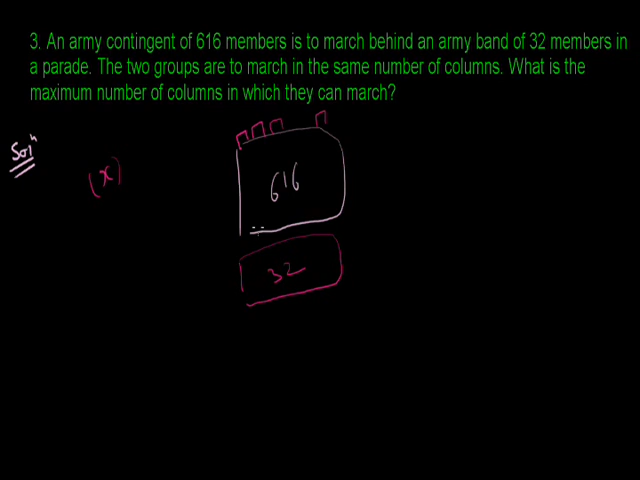 3. An army contingent of 616 members is to march behind an army band of 32 members in
a parade. The two groups are to march in the same number of columns. What is the
maximum number of columns in which they can march?
Solⁿ
(x)
616
32